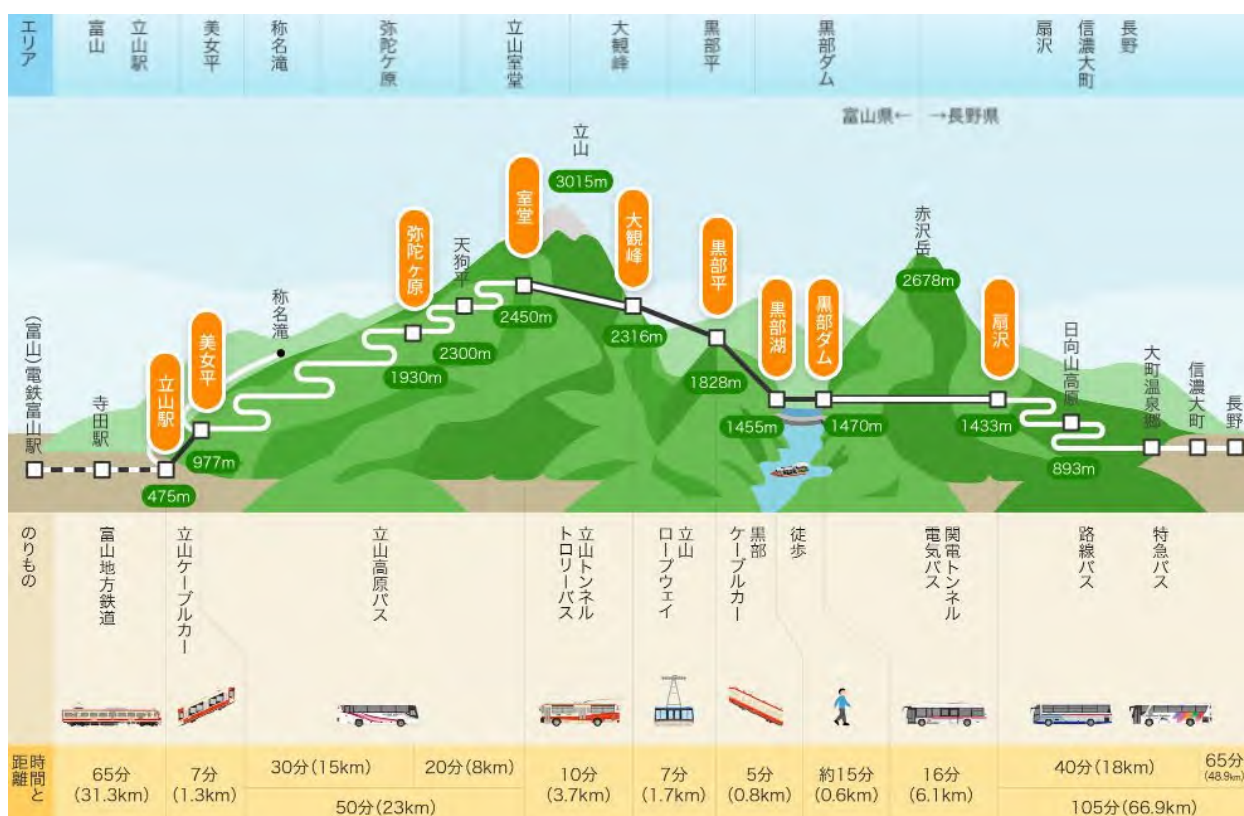 エリア
富山
立山駅
美女平
称名滝
弥陀ケ原
立山室堂
大観峰
黒部平
黒部ダム
扇沢
信濃大町
長野
富山県← →長野県
立山
3015m
室堂
大観峰
弥陀ヶ原
天狗平
黒部平
赤沢岳
2678m
称名滝
美女平
立山駅
黒部湖
黒部ダム
扇沢
日向山高原
大町温泉郷
信濃大町
長野
(富山)電鉄富山駅
寺田駅
2450m
2316m
2300m
1930m
1828m
1455m
1470m
1433m
977m
893m
475m
のりもの
富山地方鉄道
立山ケーブルカー
立山高原バス
立山トンネル
トロリーバス
立山
ロープウェイ
黒部
ケーブルカー
徒歩
関電トンネル
電気バス
路線バス
特急バス
時間と
距離
65分
(31.3km)
7分
(1.3km)
30分(15km)
20分(8km)
50分(23km)
10分
(3.7km)
7分
(1.7km)
5分
(0.8km)
約15分
(0.6km)
16分
(6.1km)
40分(18km)
65分
(48.9km)
105分(66.9km)